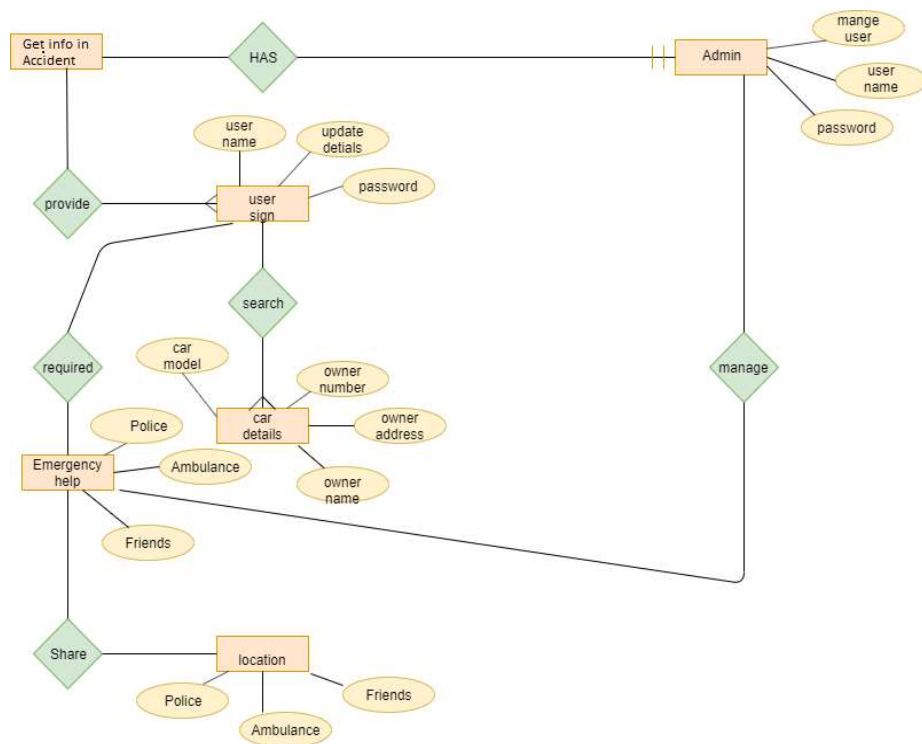 Get info in
Accident
HAS
Admin
mange
user
user
name
password
user
name
update
detials
password
provide
user
sign
search
required
car
model
owner
number
manage
car
details
owner
address
Police
Emergency
help
Ambulance
owner
name
Friends
Share
location
Police
Friends
Ambulance